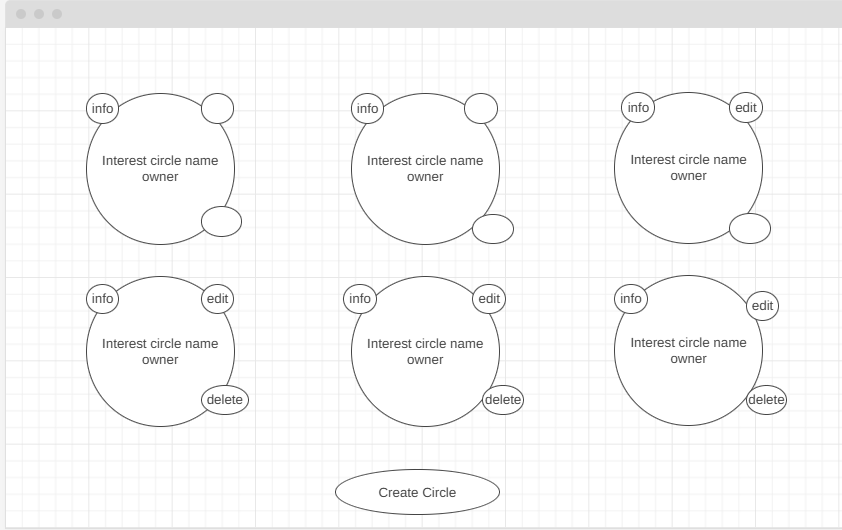 info
Interest circle name
owner
info
Interest circle name
owner
info
edit
Interest circle name
owner
info
edit
Interest circle name
owner
delete
info
edit
Interest circle name
owner
delete
info
edit
Interest circle name
owner
delete
Create Circle